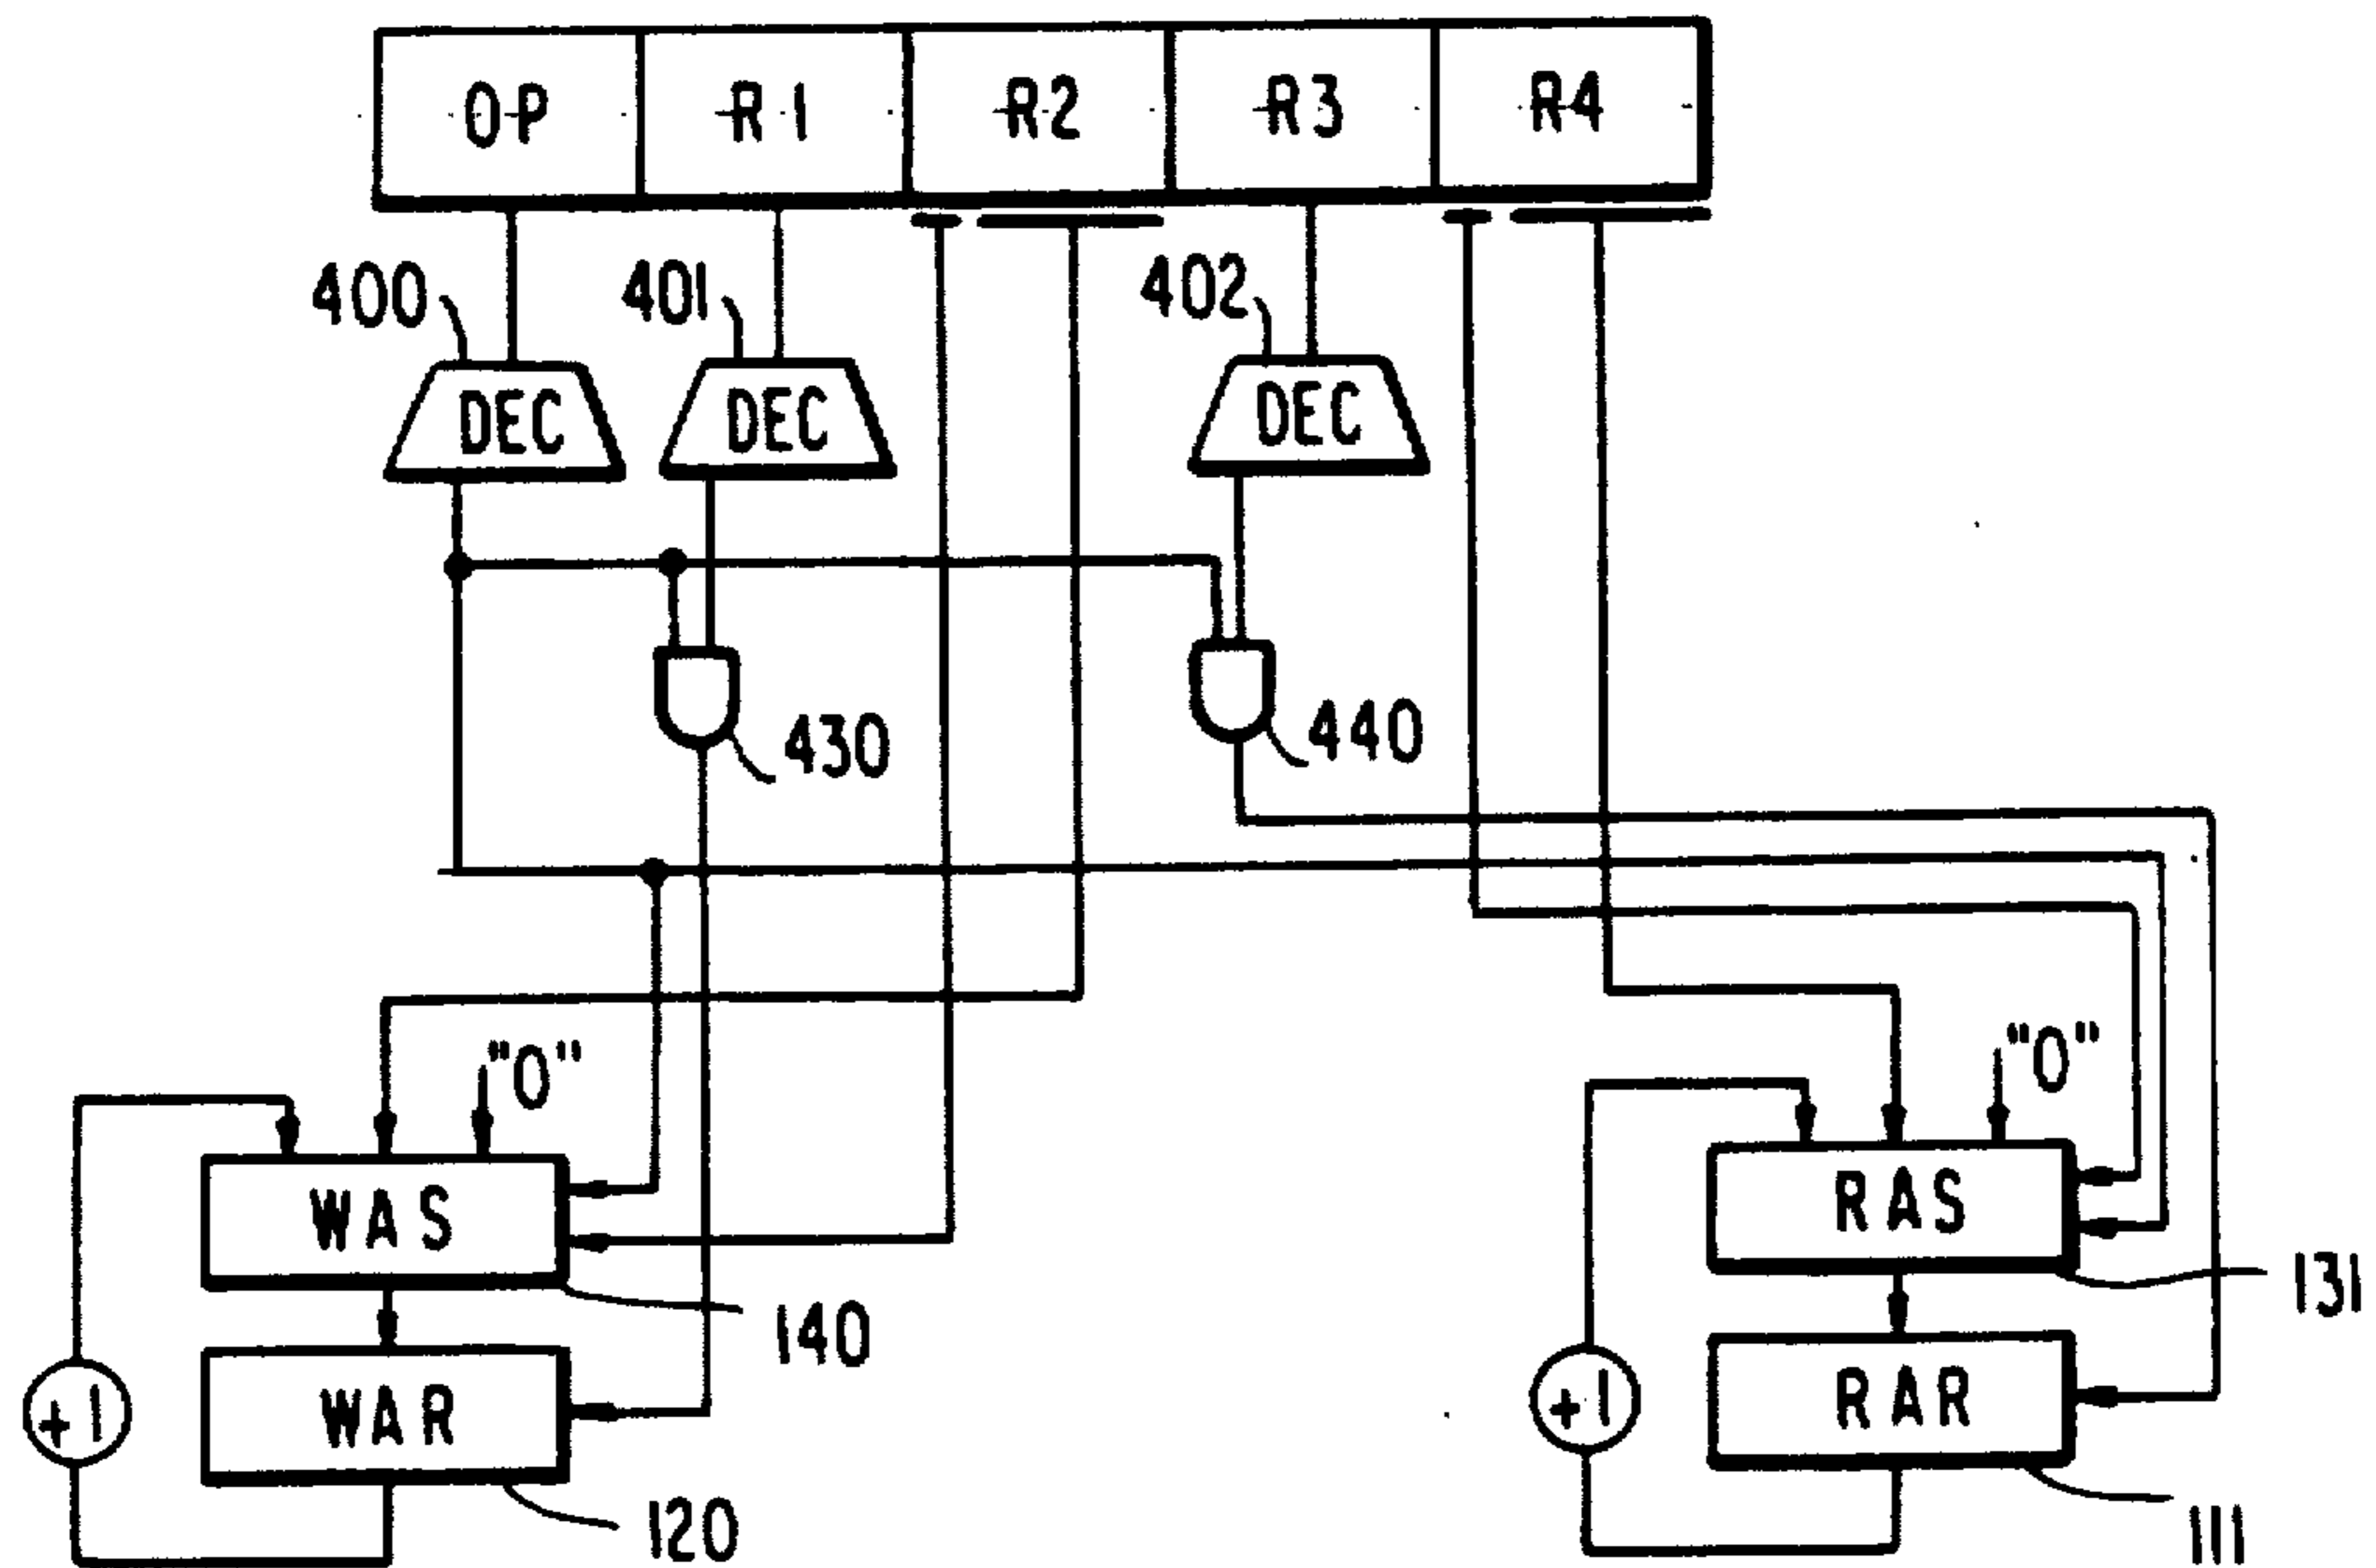 OP R1 R2 R3 R4
400 401 402
DEC DEC DEC
430 440
"0" "0"
WAS RAS
131
140
WAR RAR
+1 +1
120 111